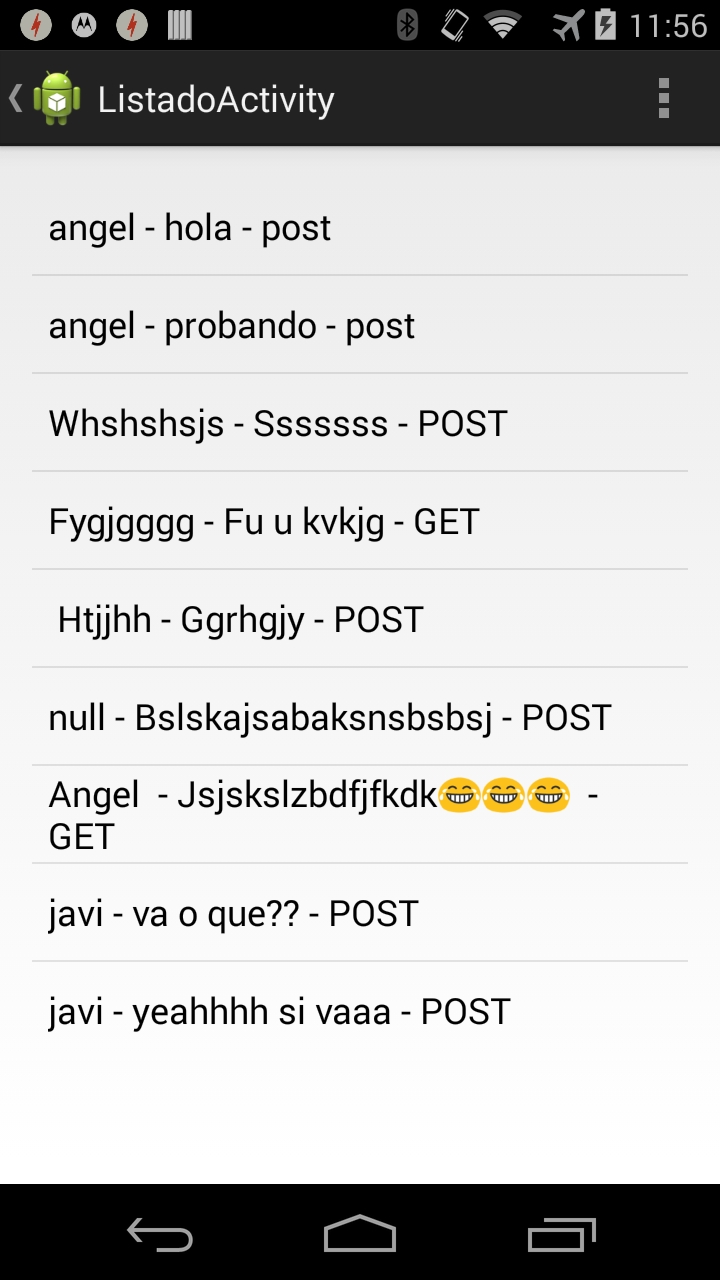 11:56
ListadoActivity
angel - hola - post
angel - probando - post
Whshshsjs - Sssssss - POST
Fygjgggg - Fu u kvkjg - GET
Htjjhh - Ggrhgjy - POST
null - Bslskajsabaksnsbsbsj - POST
Angel  - Jsjskslzbdfjfkdk😂😂😂  -
GET
javi - va o que?? - POST
javi - yeahhhh si vaaa - POST